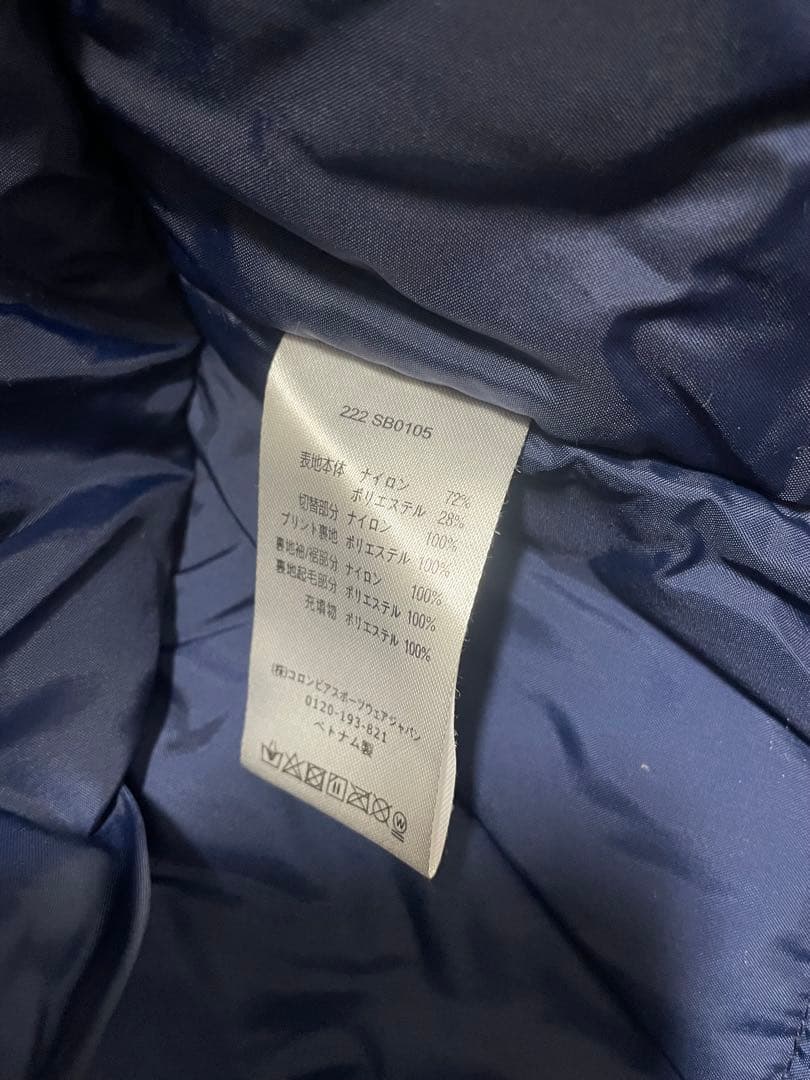 222 SB0105
表地本体 ナイロン 72%
ポリエステル 28%
切替部分 ナイロン 100%
プリント裏地 ポリエステル 100%
裏地袖/裾部分 ナイロン 100%
裏地起毛部分 ポリエステル 100%
充填物 ポリエステル 100%
(株)コロンビアスポーツウェアジャパン
0120-193-821
ベトナム製
W